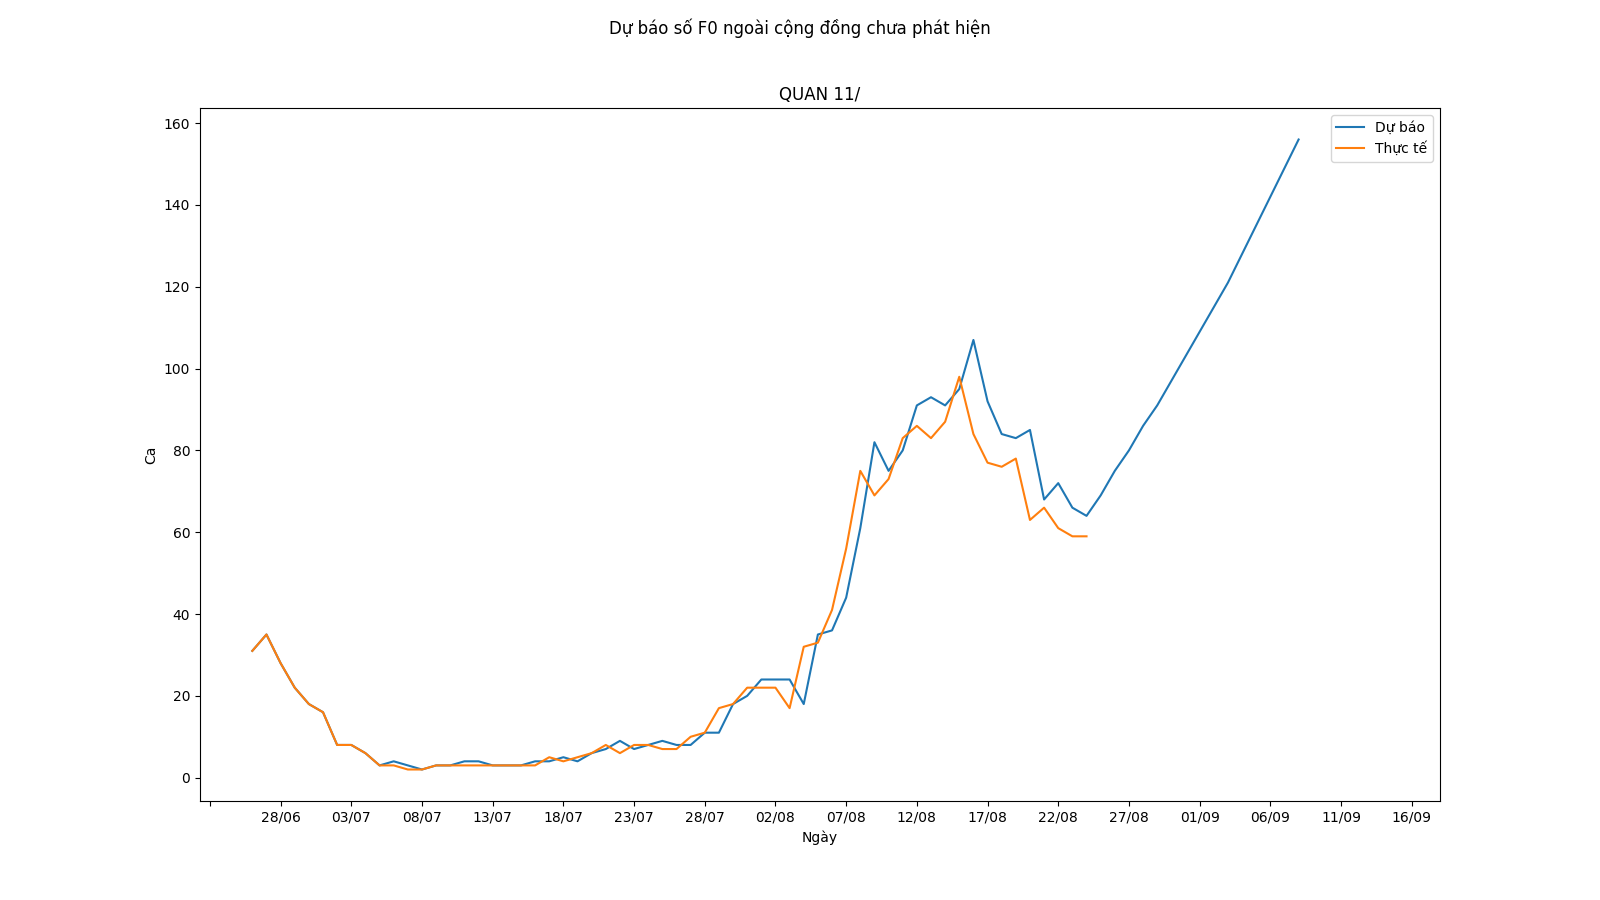 Dự báo số F0 ngoài cộng đồng chưa phát hiện
QUAN 11/
160
140
120
100
80
60
40
20
0
Ca
Dự báo
Thực tế
28/06 03/07 08/07 13/07 18/07 23/07 28/07 02/08 07/08 12/08 17/08 22/08 27/08 01/09 06/09 11/09 16/09
Ngày